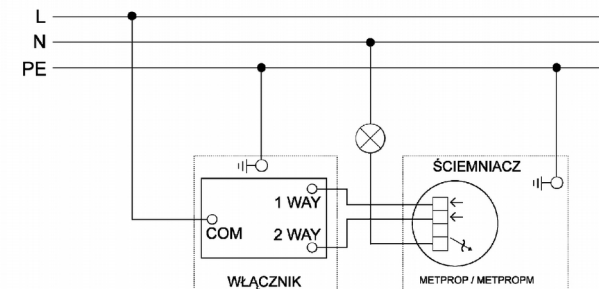 L
N
PE
ŚCIEMNIACZ
1 WAY
COM
2 WAY
WŁĄCZNIK
METPROP / METPROPM